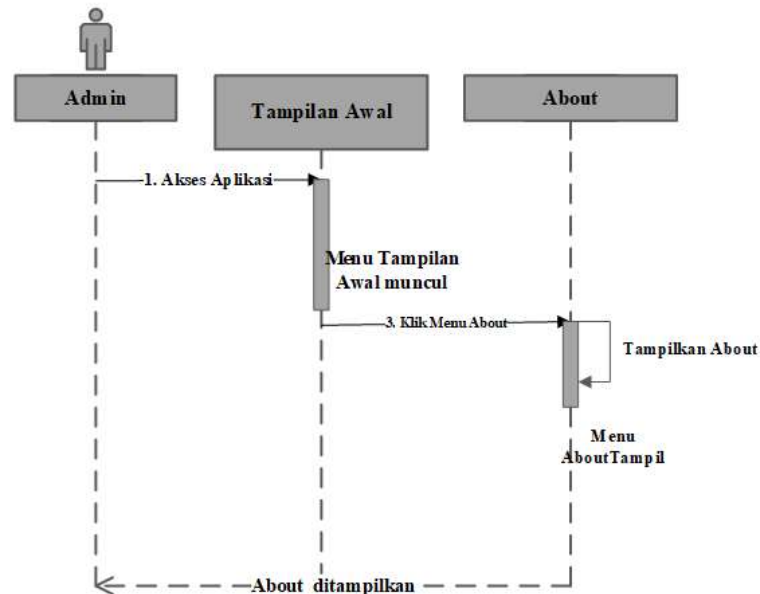 Admin
Tampilan Awal
About
1. Akses Aplikasi
Menu Tampilan
Awal muncul
3. Klik Menu About
Tampilkan About
Menu
AboutTampil
About ditampilkan